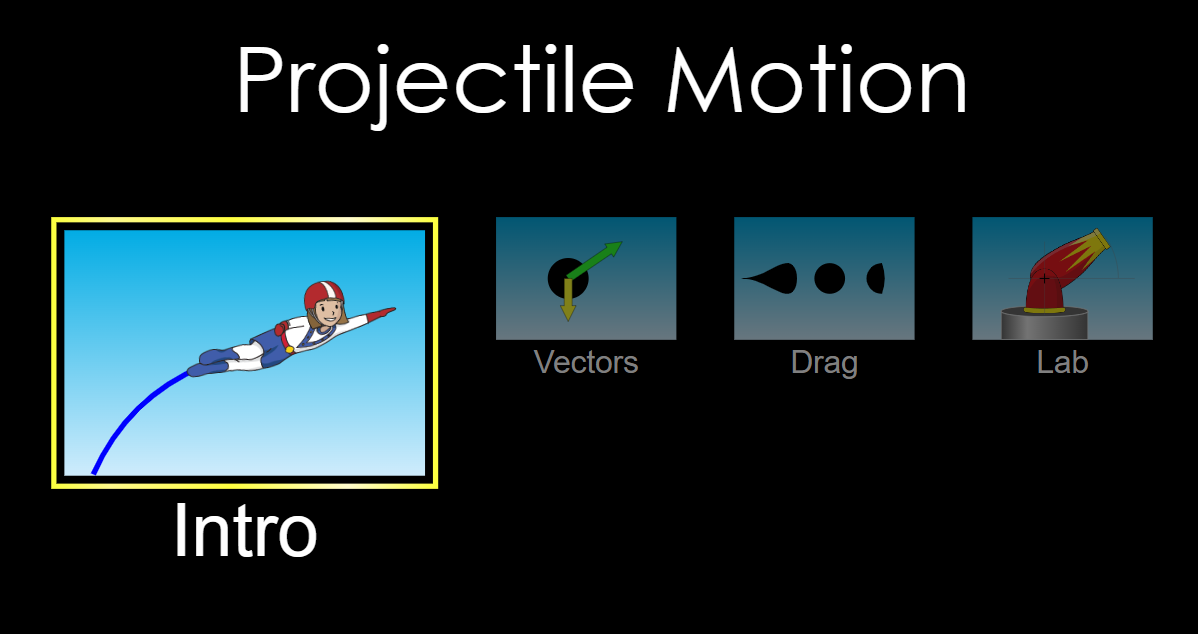 Projectile Motion
Intro
Vectors
Drag
Lab